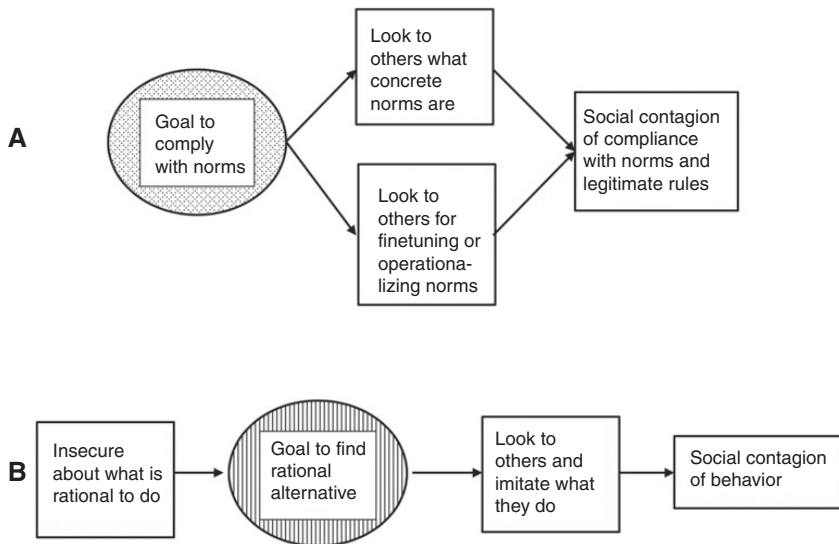 A
Goal to
comply
with norms
Look to
others what
concrete
norms are
Look to
others for
finetuning or
operationa-
lizing norms
Social contagion
of compliance
with norms and
legitimate rules
B
Insecure
about what is
rational to do
Goal to find
rational
alternative
Look to
others and
imitate what
they do
Social contagion
of behavior